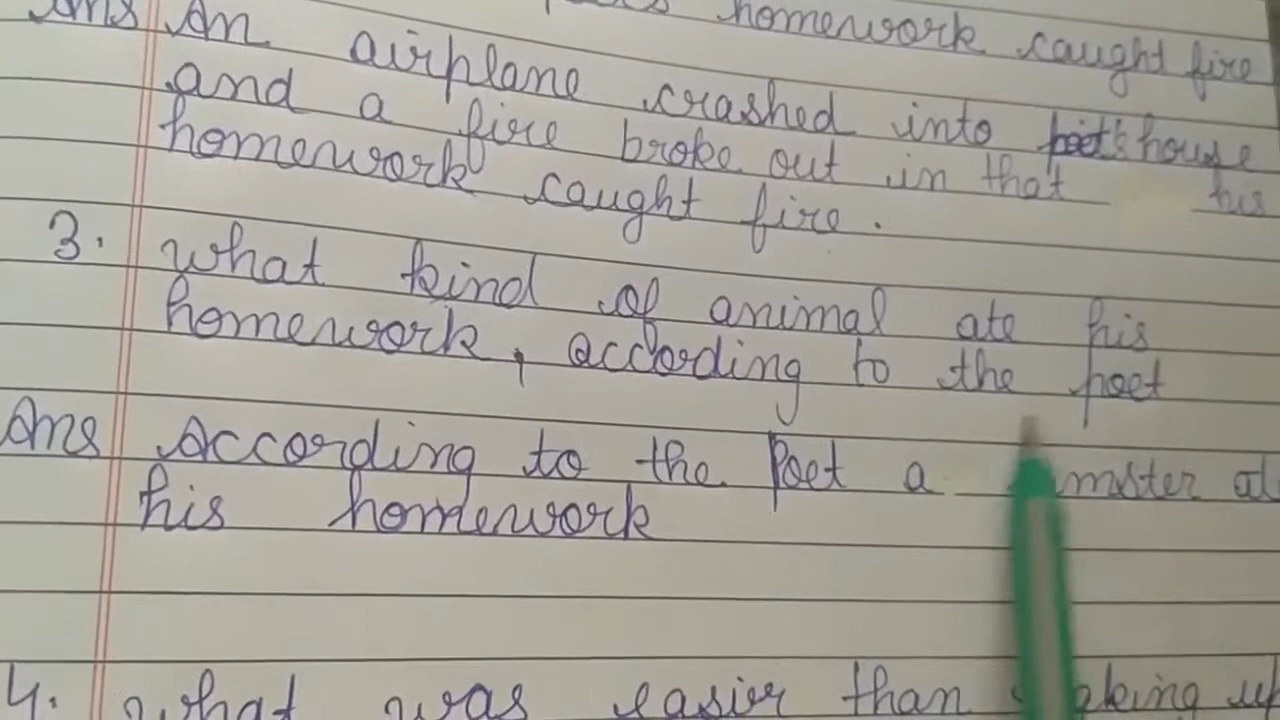 Ans homework caught fire
An airplane crashed into poet's house
and a fire broke out in that his
homework caught fire.
3. What kind of animal ate his
homework, according to the poet
Ans According to the Poet a
his homework
4. What was easier than